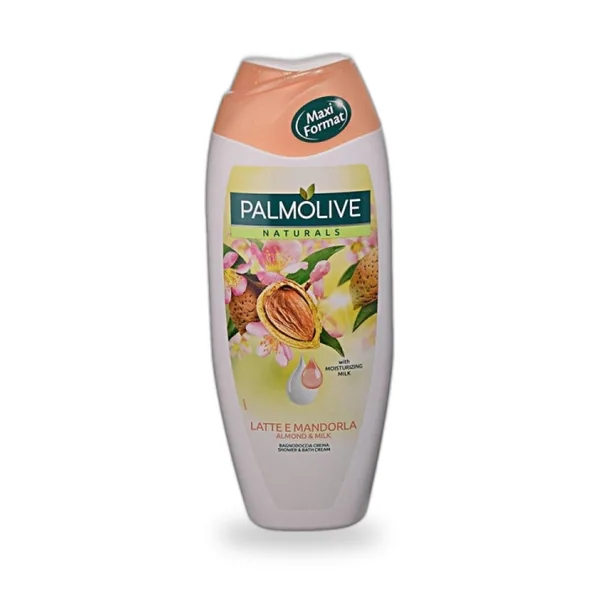 Maxi
Format
PALMOLIVE
NATURALS
with
MOISTURIZING
MILK
LATTE E MANDORLA
ALMOND & MILK
BAGNODOCCIA CREMA
SHOWER & BATH CREAM